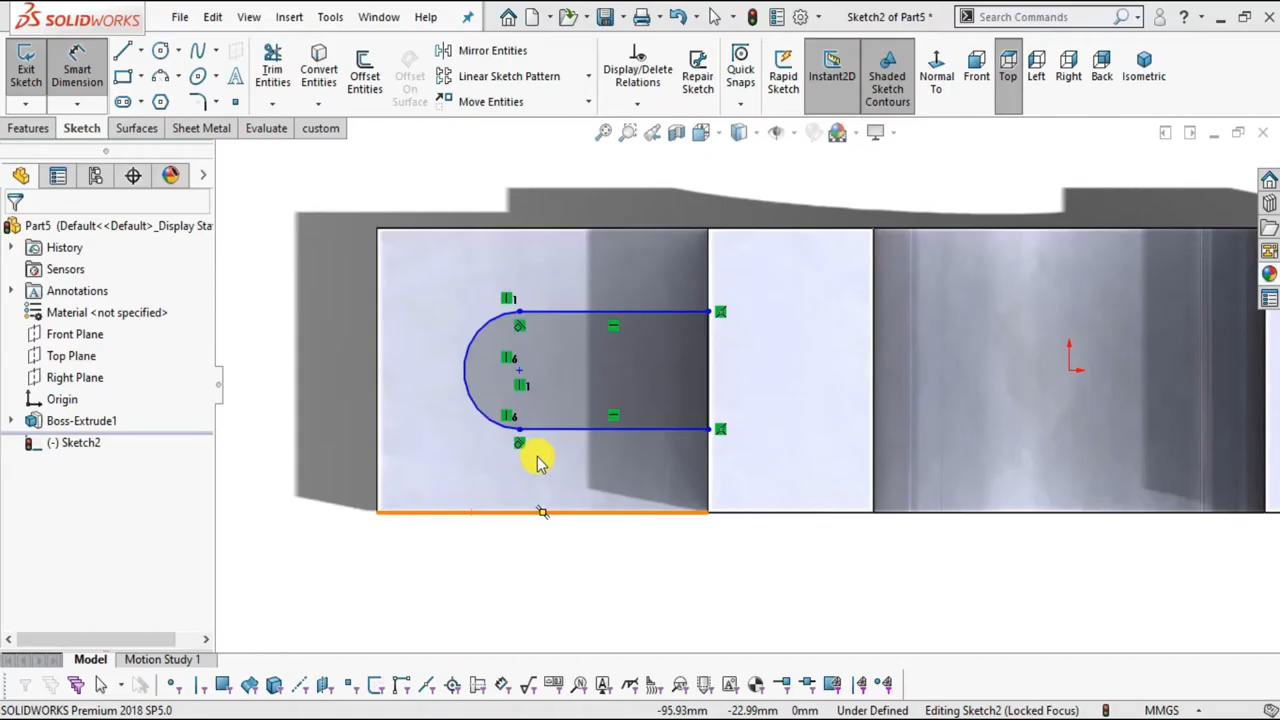 SOLIDWORKS
File Edit View Insert Tools Window Help
Sketch2 of Part5 *
Search Commands
Exit Sketch
Smart Dimension
Trim Entities
Convert Entities
Offset Entities
Offset On Surface
Mirror Entities
Linear Sketch Pattern
Move Entities
Display/Delete Relations
Repair Sketch
Quick Snaps
Rapid Sketch
Instant2D
Shaded Sketch Contours
Normal To
Front
Top
Left
Right
Back
Isometric
Features Sketch Surfaces Sheet Metal Evaluate custom
Part5 (Default<<Default>_Display Sta
History
Sensors
Annotations
Material <not specified>
Front Plane
Top Plane
Right Plane
Origin
Boss-Extrude1
(-) Sketch2
1
6
1
6
Model Motion Study 1
SOLIDWORKS Premium 2018 SP5.0
-95.93mm -22.99mm 0mm Under Defined Editing Sketch2 (Locked Focus) MMGS